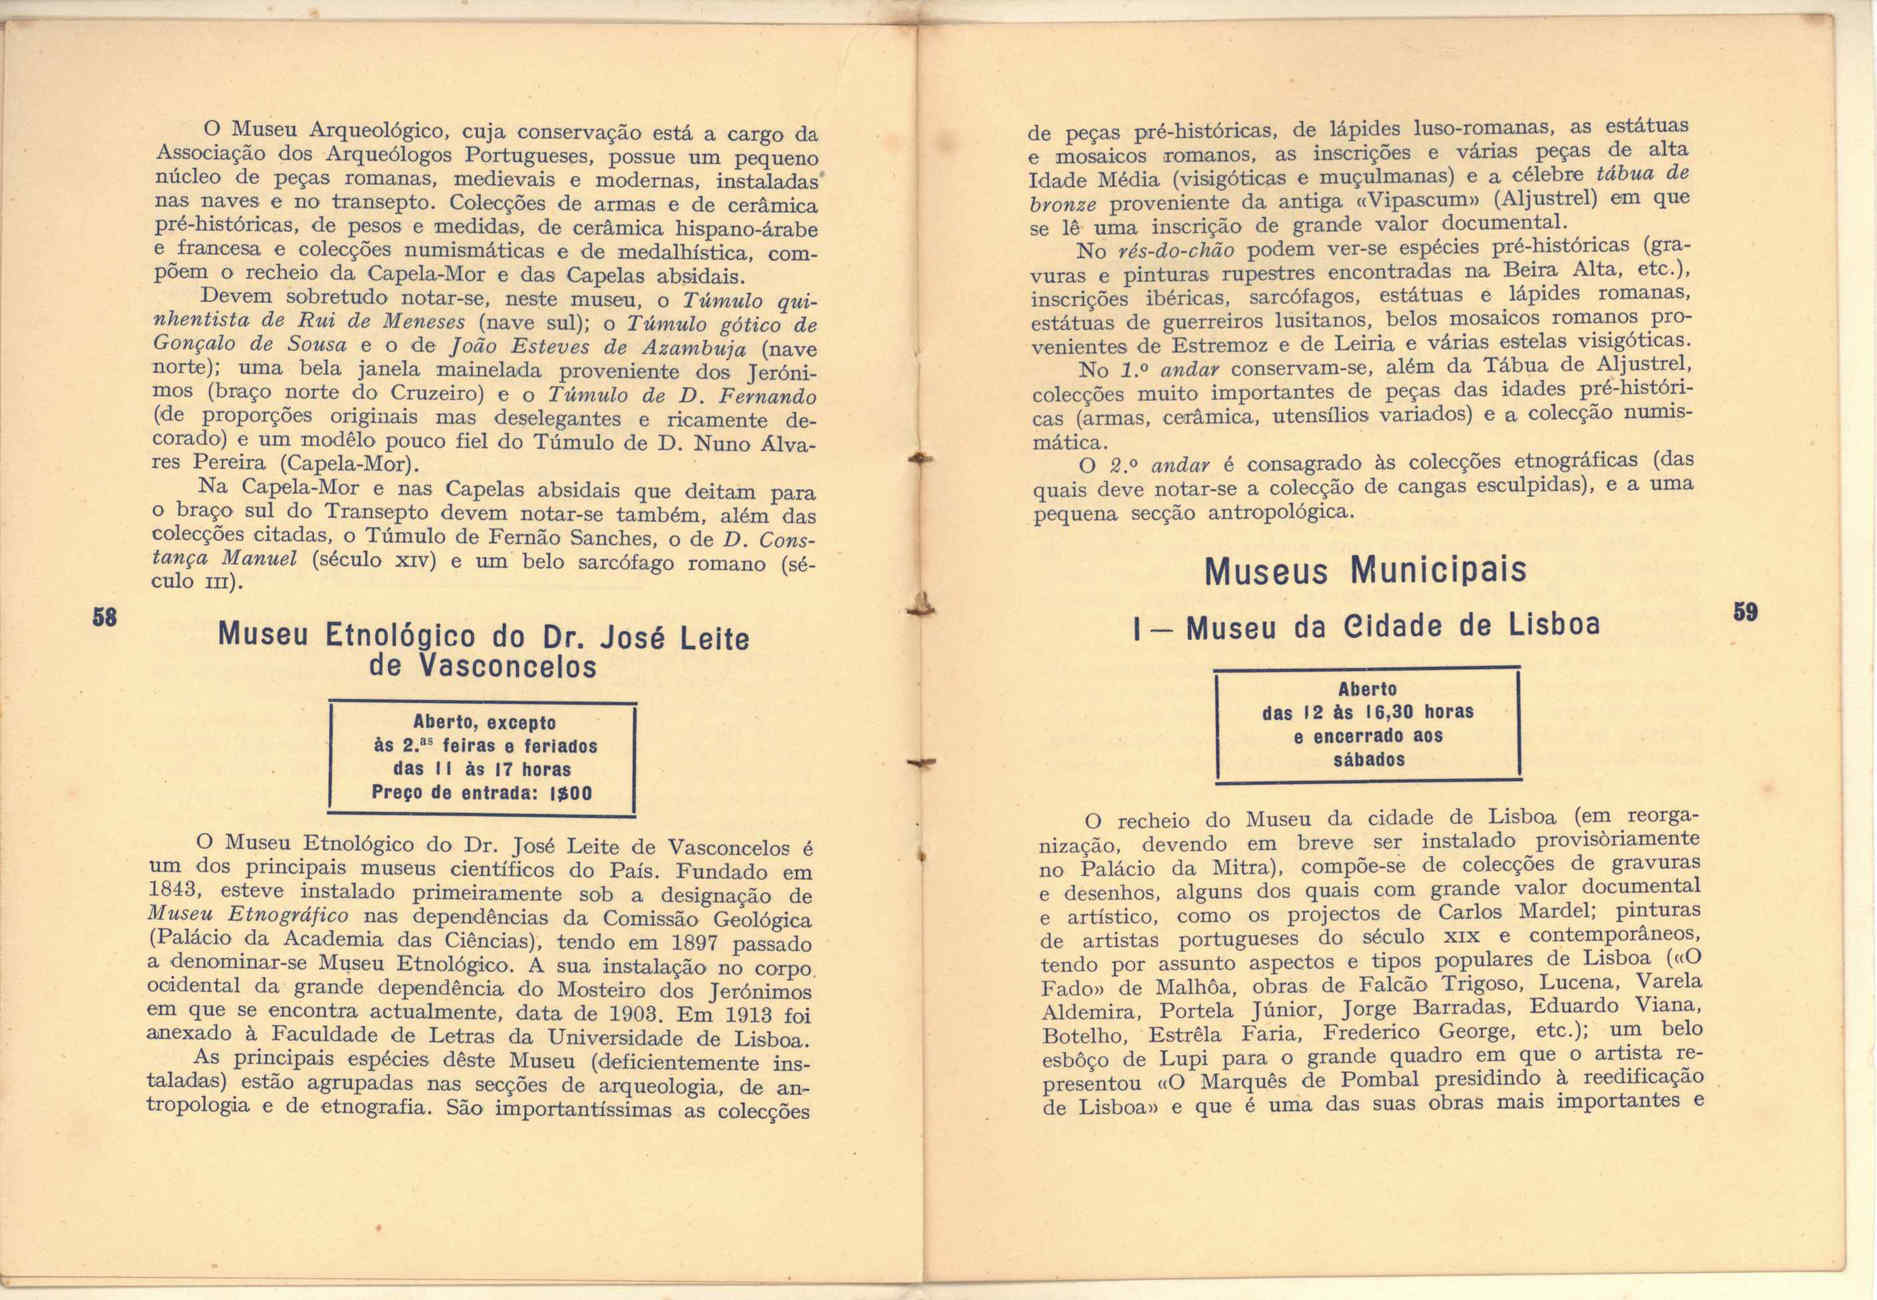 O Museu Arqueológico, cuja conservação está a cargo da
Associação dos Arqueólogos Portugueses, possue um pequeno
núcleo de peças romanas, medievais e modernas, instaladas
nas naves e no transepto. Colecções de armas e de cerâmica
pré-históricas, de pesos e medidas, de cerâmica hispano-árabe
e francesa e colecções numismáticas e de medalhística, com-
põem o recheio da Capela-Mor e das Capelas absidais.
Devem sobretudo notar-se, neste museu, o Túmulo qui-
nhentista de Rui de Meneses (nave sul); o Túmulo gótico de
Gonçalo de Sousa e o de João Esteves de Azambuja (nave
norte); uma bela janela mainelada proveniente dos Jeróni-
mos (braço norte do Cruzeiro) e o Túmulo de D. Fernando
(de proporções originais mas deselegantes e ricamente de-
corado) e um modêlo pouco fiel do Túmulo de D. Nuno Álva-
res Pereira (Capela-Mor).
Na Capela-Mor e nas Capelas absidais que deitam para
o braço sul do Transepto devem notar-se também, além das
colecções citadas, o Túmulo de Fernão Sanches, o de D. Cons-
tança Manuel (século XIV) e um belo sarcófago romano (sé-
culo III).
58
Museu Etnológico do Dr. José Leite
de Vasconcelos
Aberto, excepto
às 2.as feiras e feriados
das 11 às 17 horas
Preço de entrada: 1$00
O Museu Etnológico do Dr. José Leite de Vasconcelos é
um dos principais museus científicos do País. Fundado em
1843, esteve instalado primeiramente sob a designação de
Museu Etnográfico nas dependências da Comissão Geológica
(Palácio da Academia das Ciências), tendo em 1897 passado
a denominar-se Museu Etnológico. A sua instalação no corpo
ocidental da grande dependência do Mosteiro dos Jerónimos
em que se encontra actualmente, data de 1903. Em 1913 foi
anexado à Faculdade de Letras da Universidade de Lisboa.
As principais espécies dêste Museu (deficientemente ins-
taladas) estão agrupadas nas secções de arqueologia, de an-
tropologia e de etnografia. São importantíssimas as colecções
de peças pré-históricas, de lápides luso-romanas, as estátuas
e mosaicos romanos, as inscrições e várias peças de alta
Idade Média (visigóticas e muçulmanas) e a célebre tábua de
bronze proveniente da antiga «Vipascum» (Aljustrel) em que
se lê uma inscrição de grande valor documental.
No rés-do-chão podem ver-se espécies pré-históricas (gra-
vuras e pinturas rupestres encontradas na Beira Alta, etc.),
inscrições ibéricas, sarcófagos, estátuas e lápides romanas,
estátuas de guerreiros lusitanos, belos mosaicos romanos pro-
venientes de Estremoz e de Leiria e várias estelas visigóticas.
No 1.º andar conservam-se, além da Tábua de Aljustrel,
colecções muito importantes de peças das idades pré-históri-
cas (armas, cerâmica, utensílios variados) e a colecção numis-
mática.
O 2.º andar é consagrado às colecções etnográficas (das
quais deve notar-se a colecção de cangas esculpidas), e a uma
pequena secção antropológica.
Museus Municipais
I — Museu da Cidade de Lisboa
59
Aberto
das 12 às 16,30 horas
e encerrado aos
sábados
O recheio do Museu da cidade de Lisboa (em reorga-
nização, devendo em breve ser instalado provisòriamente
no Palácio da Mitra), compõe-se de colecções de gravuras
e desenhos, alguns dos quais com grande valor documental
e artístico, como os projectos de Carlos Mardel; pinturas
de artistas portugueses do século XIX e contemporâneos,
tendo por assunto aspectos e tipos populares de Lisboa («O
Fado» de Malhôa, obras de Falcão Trigoso, Lucena, Varela
Aldemira, Portela Júnior, Jorge Barradas, Eduardo Viana,
Botelho, Estrêla Faria, Frederico George, etc.); um belo
esbôço de Lupi para o grande quadro em que o artista re-
presentou «O Marquês de Pombal presidindo à reedificação
de Lisboa» e que é uma das suas obras mais importantes e